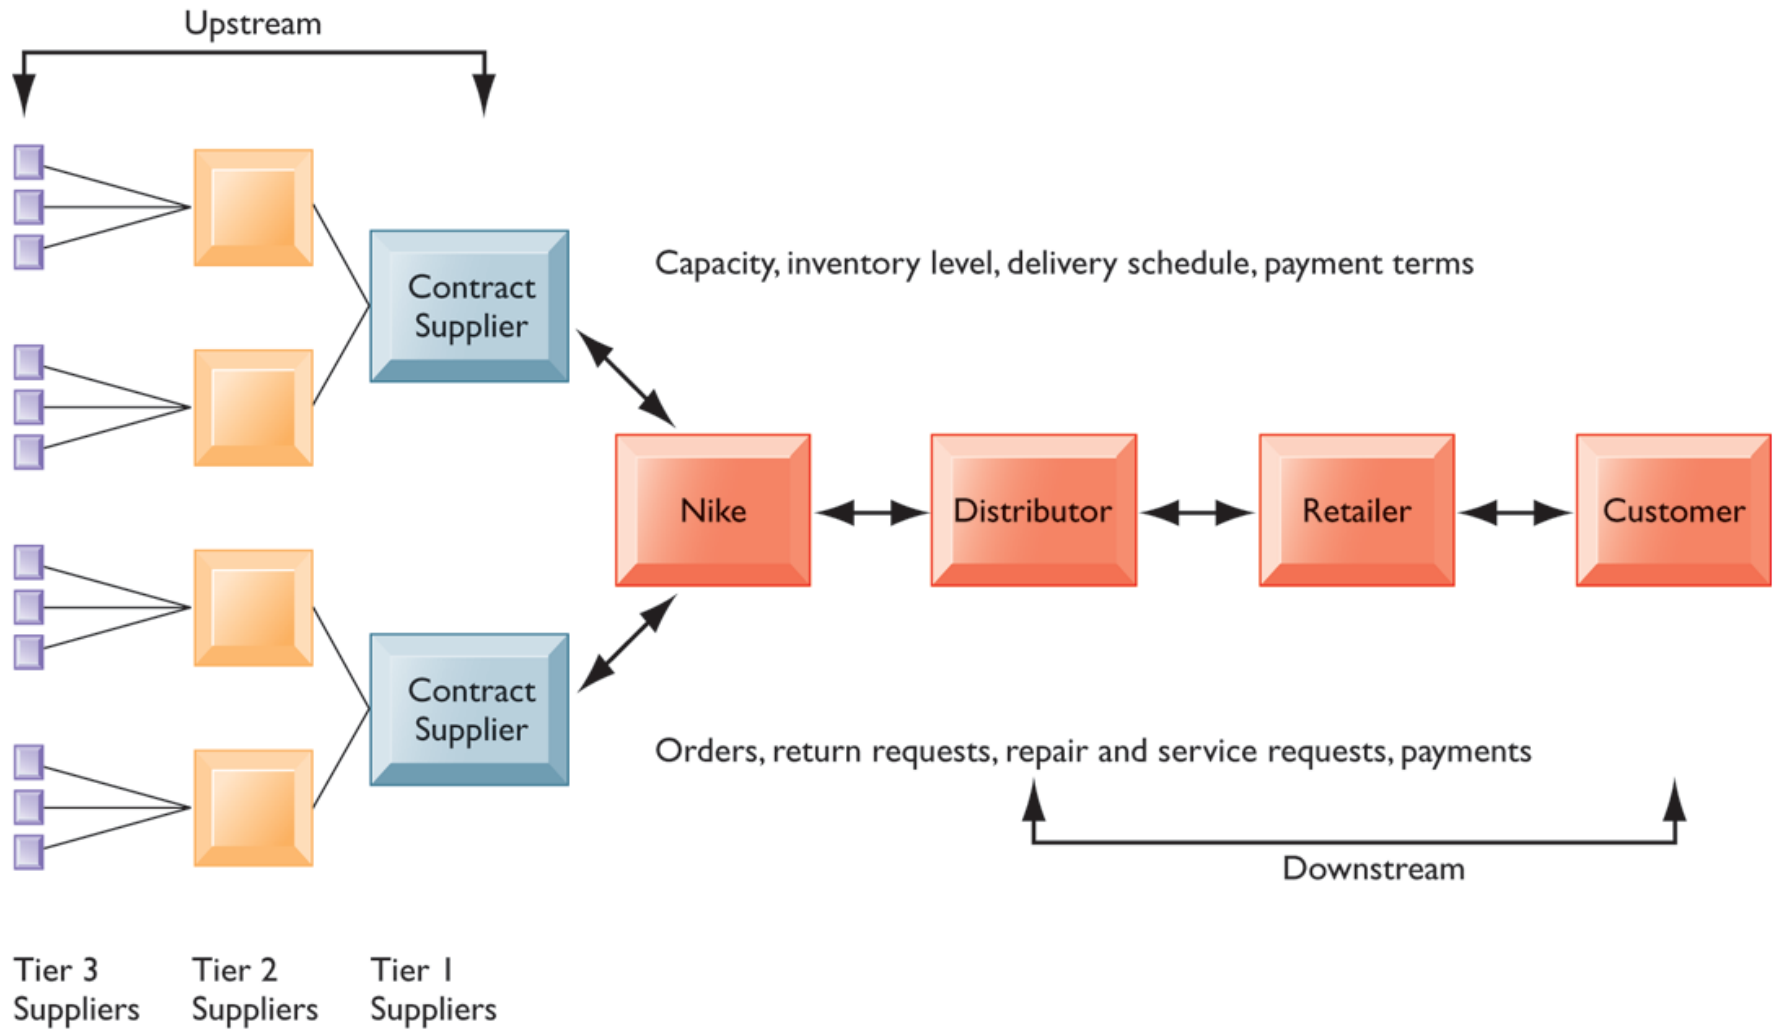 Upstream
Contract
Supplier
Capacity, inventory level, delivery schedule, payment terms
Nike
Distributor
Retailer
Customer
Contract
Supplier
Orders, return requests, repair and service requests, payments
Downstream
Tier 3
Suppliers
Tier 2
Suppliers
Tier 1
Suppliers